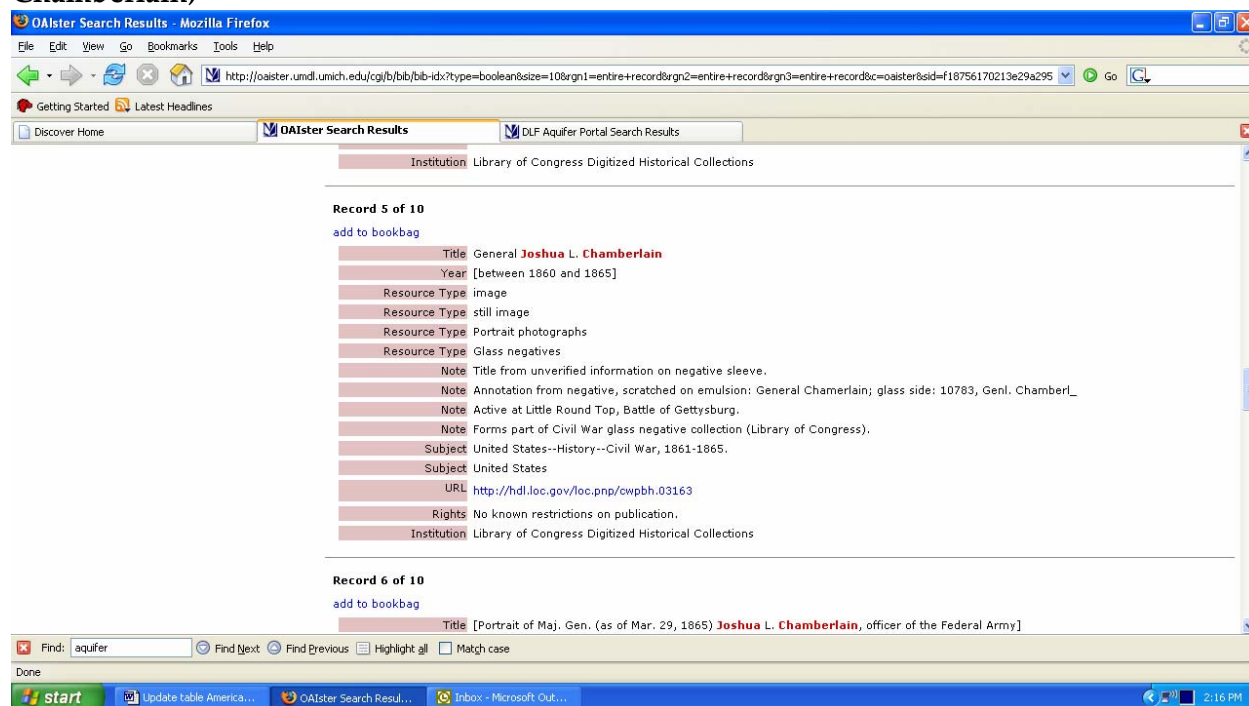 OAIster Search Results - Mozilla Firefox
File Edit View Go Bookmarks Tools Help
http://oaister.umdl.umich.edu/cgi/b/bib/bib-idx?type=boolean&size=10&rgn1=entire+record&rgn2=entire+record&rgn3=entire+record&c=oaister&sid=f18756170213e29a295 Go
Getting Started Latest Headlines
Discover Home OAIster Search Results DLF Aquifer Portal Search Results
Institution Library of Congress Digitized Historical Collections
Record 5 of 10
add to bookbag
Title General Joshua L. Chamberlain
Year [between 1860 and 1865]
Resource Type image
Resource Type still image
Resource Type Portrait photographs
Resource Type Glass negatives
Note Title from unverified information on negative sleeve.
Note Annotation from negative, scratched on emulsion: General Chamerlain; glass side: 10783, Genl. Chamberl_
Note Active at Little Round Top, Battle of Gettysburg.
Note Forms part of Civil War glass negative collection (Library of Congress).
Subject United States--History--Civil War, 1861-1865.
Subject United States
URL http://hdl.loc.gov/loc.pnp/cwpbh.03163
Rights No known restrictions on publication.
Institution Library of Congress Digitized Historical Collections
Record 6 of 10
add to bookbag
Title [Portrait of Maj. Gen. (as of Mar. 29, 1865) Joshua L. Chamberlain, officer of the Federal Army]
Find: aquifer Find Next Find Previous Highlight all Match case
Done
start Update table America... OAIster Search Resul... Inbox - Microsoft Out... 2:16 PM